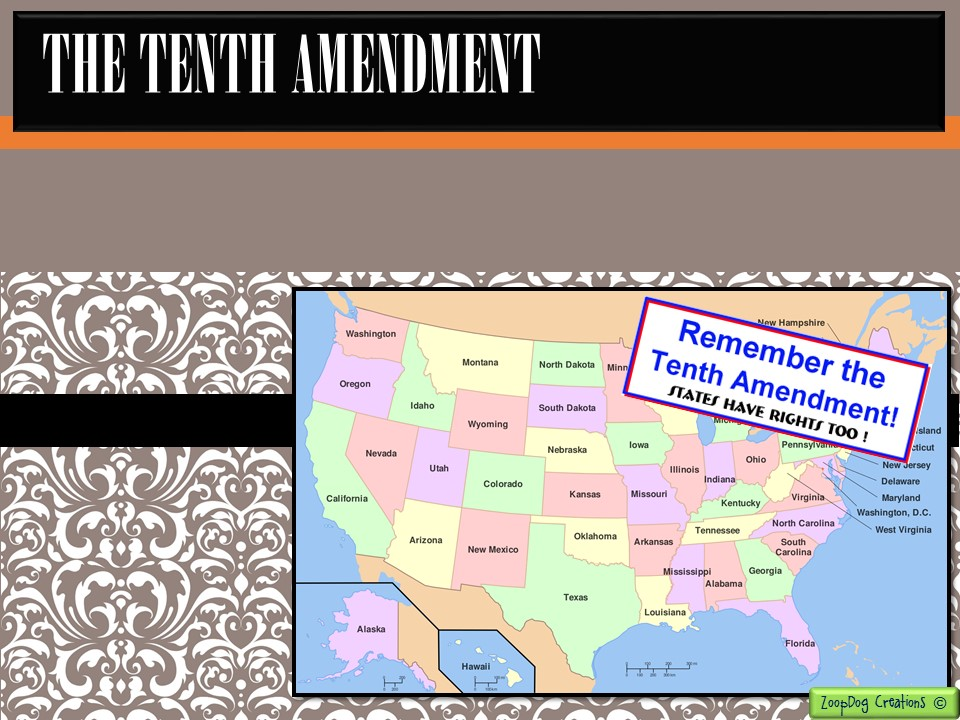 THE TENTH AMENDMENT
New Hampshire
Remember the
Tenth Amendment!
STATES HAVE RIGHTS TOO !
Washington
Montana
North Dakota
Oregon
Idaho
South Dakota
Wyoming
Nebraska
Iowa
Nevada
Utah
Colorado
Kansas
Missouri
Illinois
Indiana
Ohio
New Jersey
Delaware
Maryland
Washington, D.C.
West Virginia
California
Kentucky
Virginia
Arizona
New Mexico
Oklahoma
Arkansas
Tennessee
North Carolina
South
Carolina
Mississippi
Alabama
Georgia
Texas
Louisiana
Florida
Alaska
Hawaii
ZoopDog Creations ©